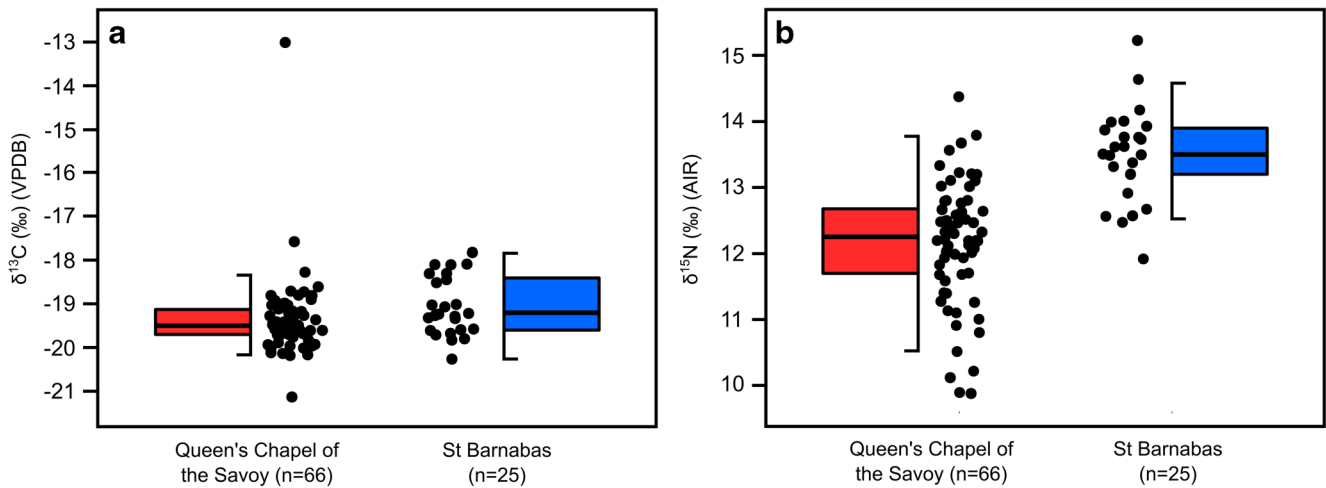 a
-13
-14
-15
-16
-17
-18
-19
-20
-21
δ¹³C (‰) (VPDB)
Queen's Chapel of
the Savoy (n=66)
St Barnabas
(n=25)
b
15
14
13
12
11
10
δ¹⁵N (‰) (AIR)
Queen's Chapel of
the Savoy (n=66)
St Barnabas
(n=25)